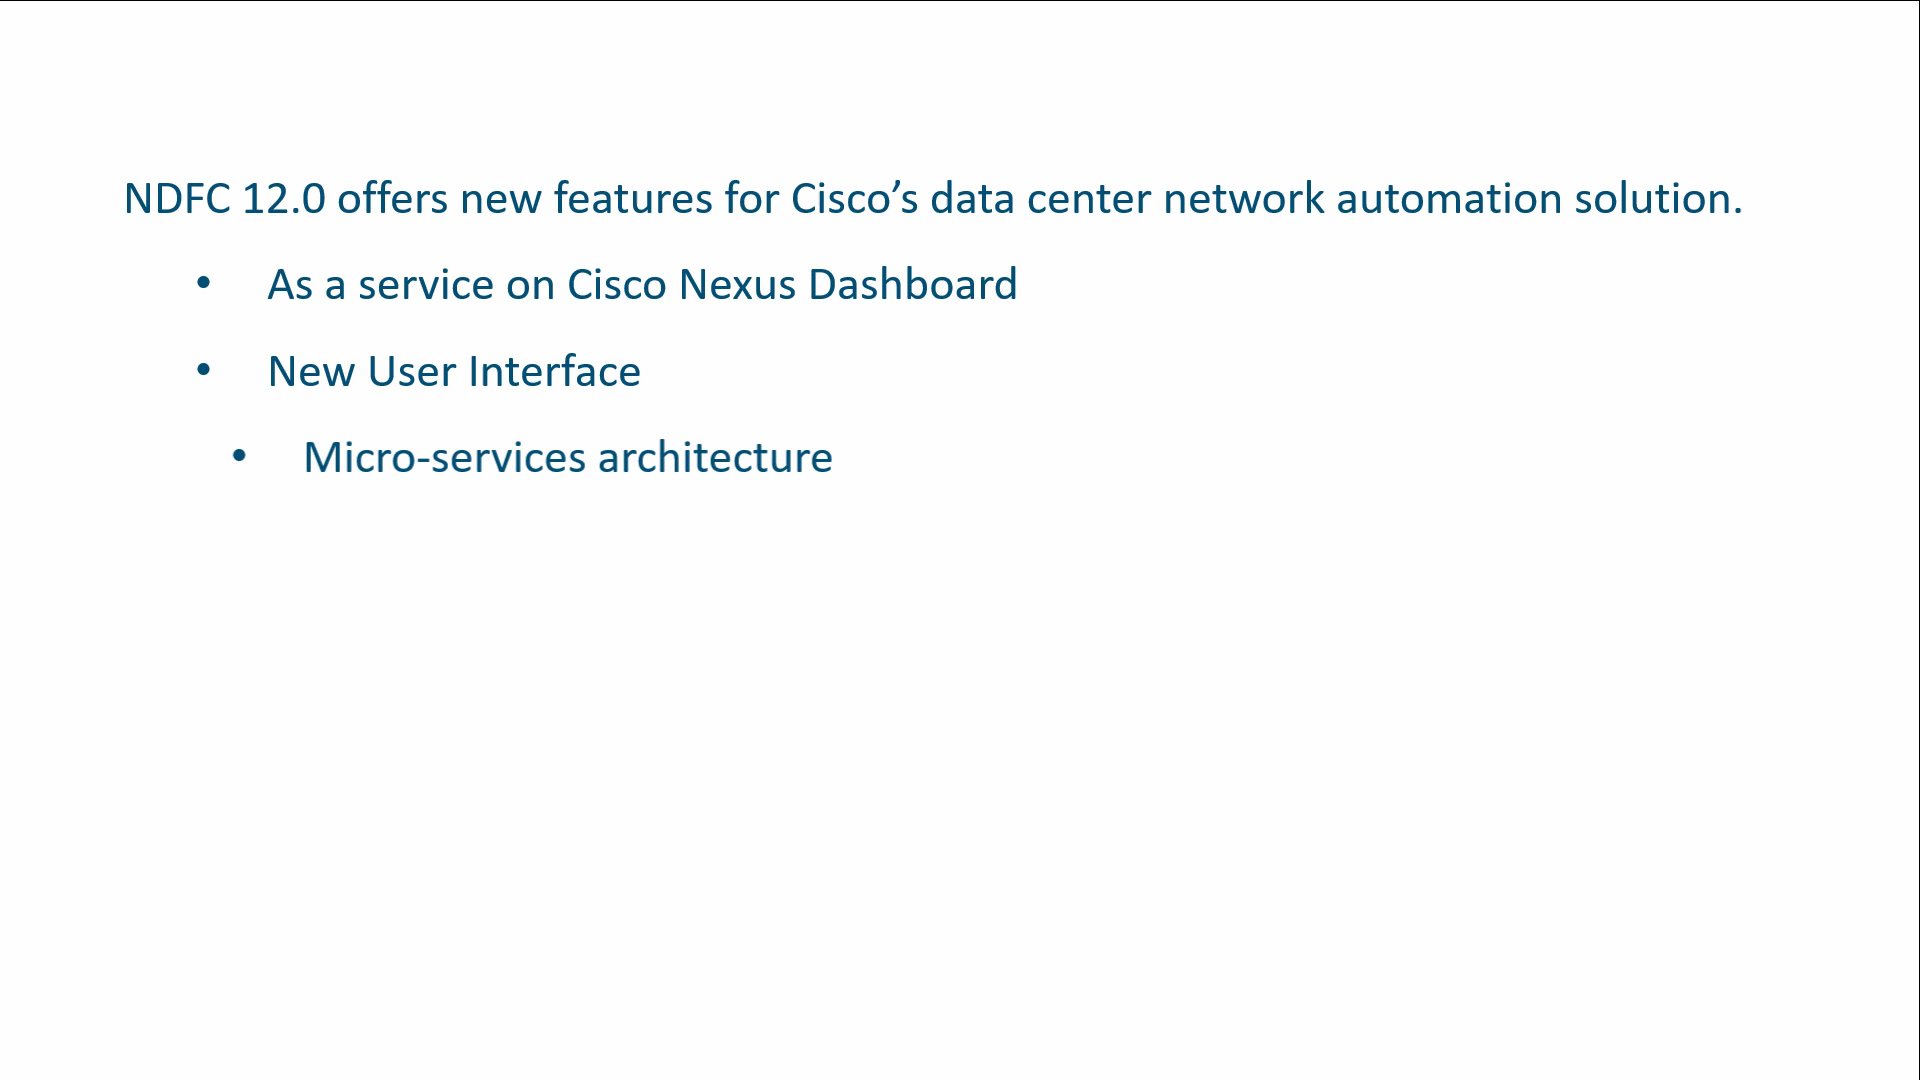 NDFC 12.0 offers new features for Cisco’s data center network automation solution.
• As a service on Cisco Nexus Dashboard
• New User Interface
• Micro-services architecture